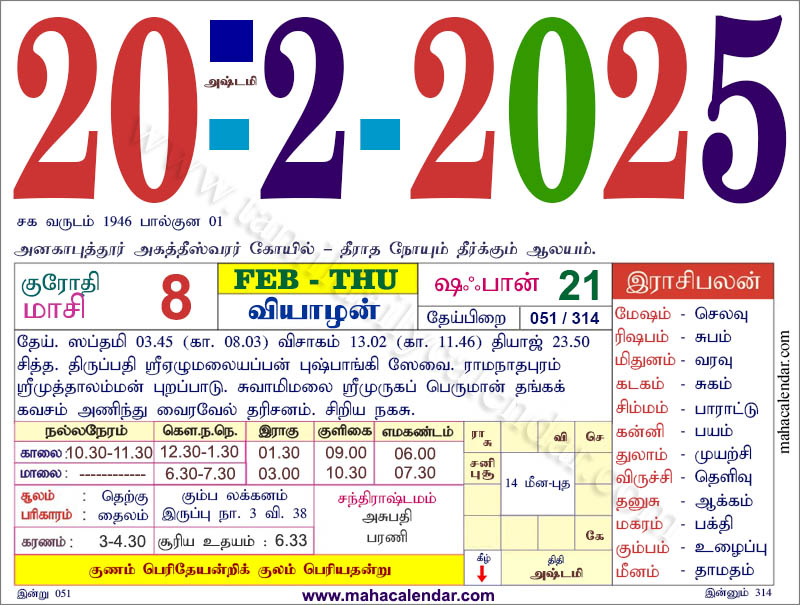 20-2-2025
அஷ்டமி
சக வருடம் 1946 பால்குன 01
அனகாபுத்தூர் அகத்தீஸ்வரர் கோயில் – தீராத நோயும் தீர்க்கும் ஆலயம்.
குரோதி
மாசி
8
FEB - THU
வியாழன்
ஷஃபான் 21
தேய்பிறை 051 / 314
இராசிபலன்
மேஷம் - செலவு
ரிஷபம் - சுபம்
மிதுனம் - வரவு
கடகம் - சுகம்
சிம்மம் - பாராட்டு
கன்னி - பயம்
துலாம் - முயற்சி
விருச்சி - தெளிவு
தனுசு - ஆக்கம்
மகரம் - பக்தி
கும்பம் - உழைப்பு
மீனம் - தாமதம்
தேய். ஸப்தமி 03.45 (கா. 08.03) விசாகம் 13.02 (கா. 11.46) தியாஜ் 23.50
சித்த. திருப்பதி ஸ்ரீஏழுமலையப்பன் புஷ்பாங்கி ஸேவை. ராமநாதபுரம்
ஸ்ரீமுத்தாலம்மன் புறப்பாடு. சுவாமிமலை ஸ்ரீமுருகப் பெருமான் தங்கக்
கவசம் அணிந்து வைரவேல் தரிசனம். சிறிய நகசு.
நல்லநேரம் கௌ.ந.நெ. இராகு குளிகை எமகண்டம்
காலை: 10.30-11.30 12.30-1.30 01.30 09.00 06.00
மாலை: ------------ 6.30-7.30 03.00 10.30 07.30
சூலம் : தெற்கு
பரிகாரம் : தைலம்
கும்ப லக்கனம்
இருப்பு நா. 3 வி. 38
சந்திராஷ்டமம்
அசுபதி
பரணி
கரணம்: 3-4.30 சூரிய உதயம் : 6.33
ரா
சு
வி
செ
சனி
புசூ
14 மீன-புத
கே
குணம் பெரிதேயன்றிக் குலம் பெரியதன்று
கீழ்
திதி
அஷ்டமி
இன்று 051
www.mahacalendar.com
இன்னும் 314
mahacalendar.com
www.tamildailycalendar.com